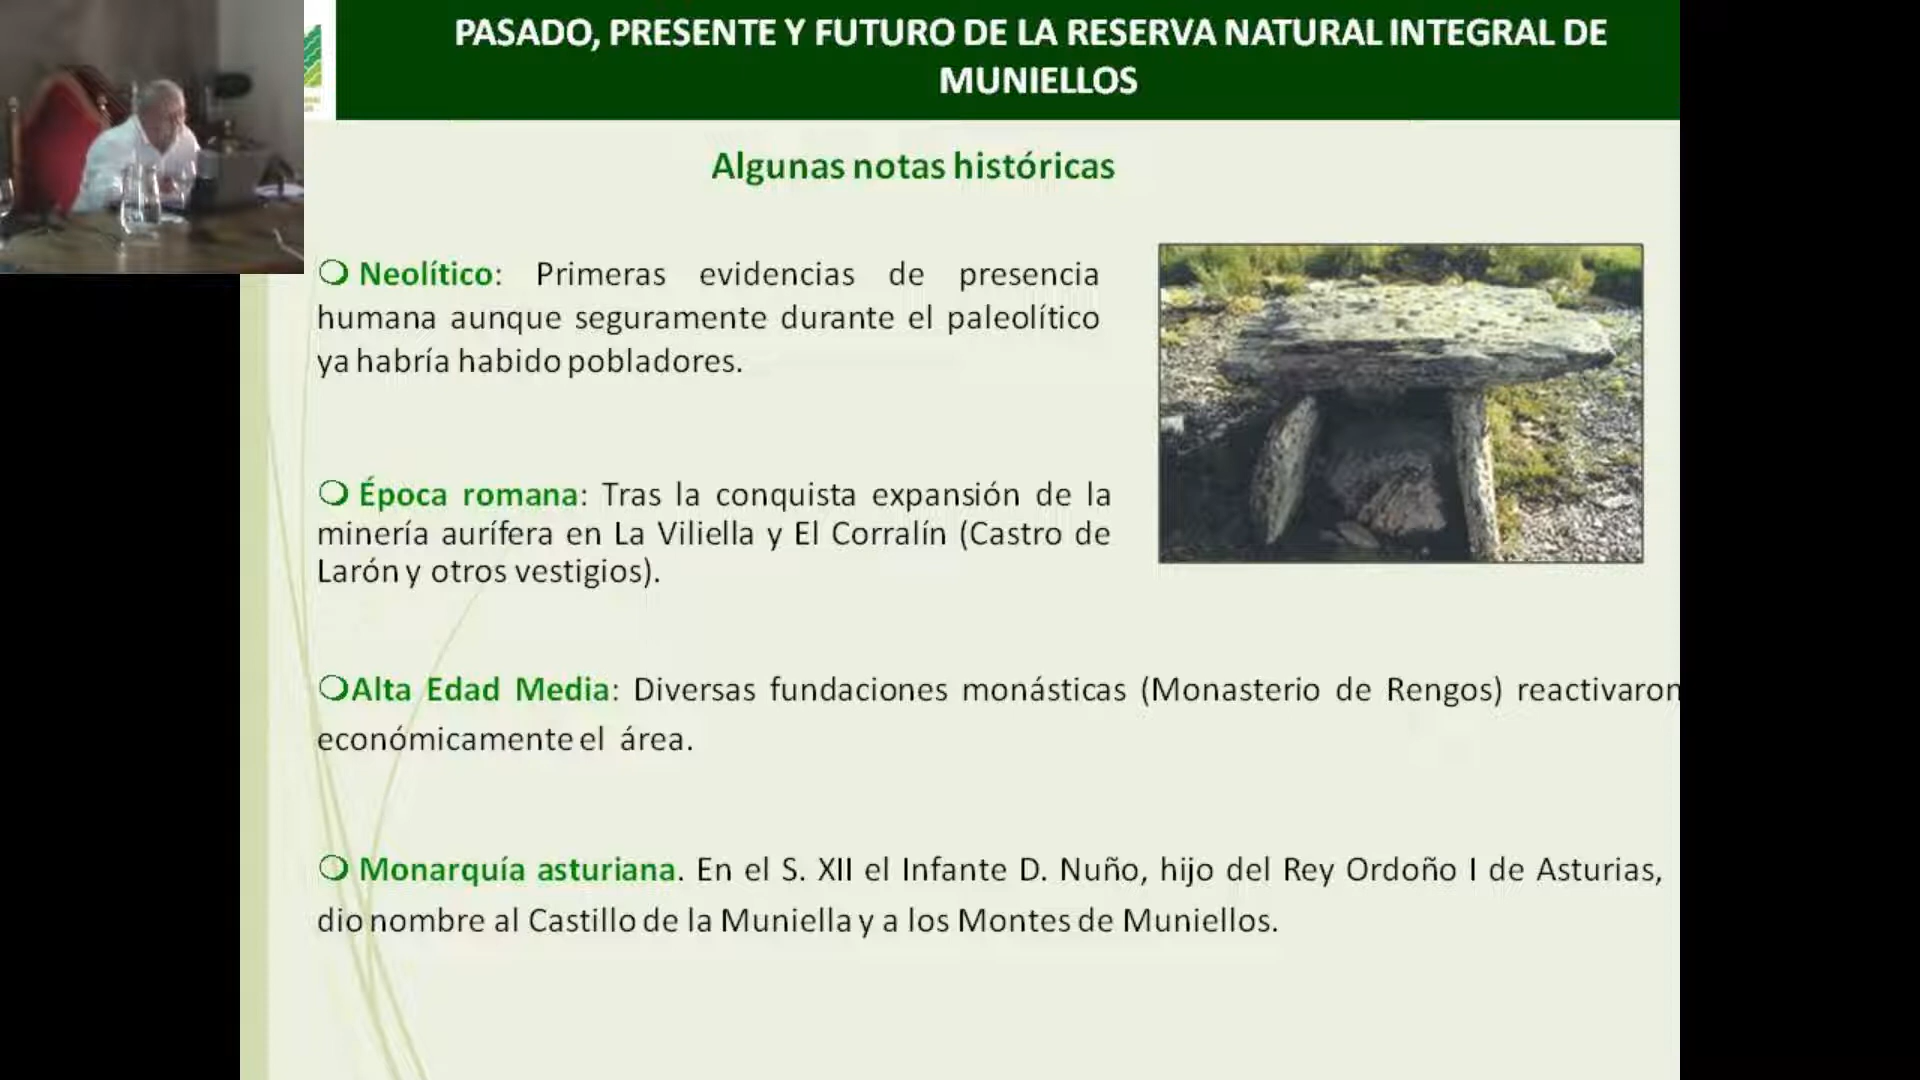 PASADO, PRESENTE Y FUTURO DE LA RESERVA NATURAL INTEGRAL DE
MUNIELLOS
Algunas notas históricas
Neolítico: Primeras evidencias de presencia
humana aunque seguramente durante el paleolítico
ya habría habido pobladores.
Época romana: Tras la conquista expansión de la
minería aurífera en La Viliella y El Corralín (Castro de
Larón y otros vestigios).
Alta Edad Media: Diversas fundaciones monásticas (Monasterio de Rengos) reactivaron
económicamente el área.
Monarquía asturiana. En el S. XII el Infante D. Nuño, hijo del Rey Ordoño I de Asturias,
dio nombre al Castillo de la Muniella y a los Montes de Muniellos.